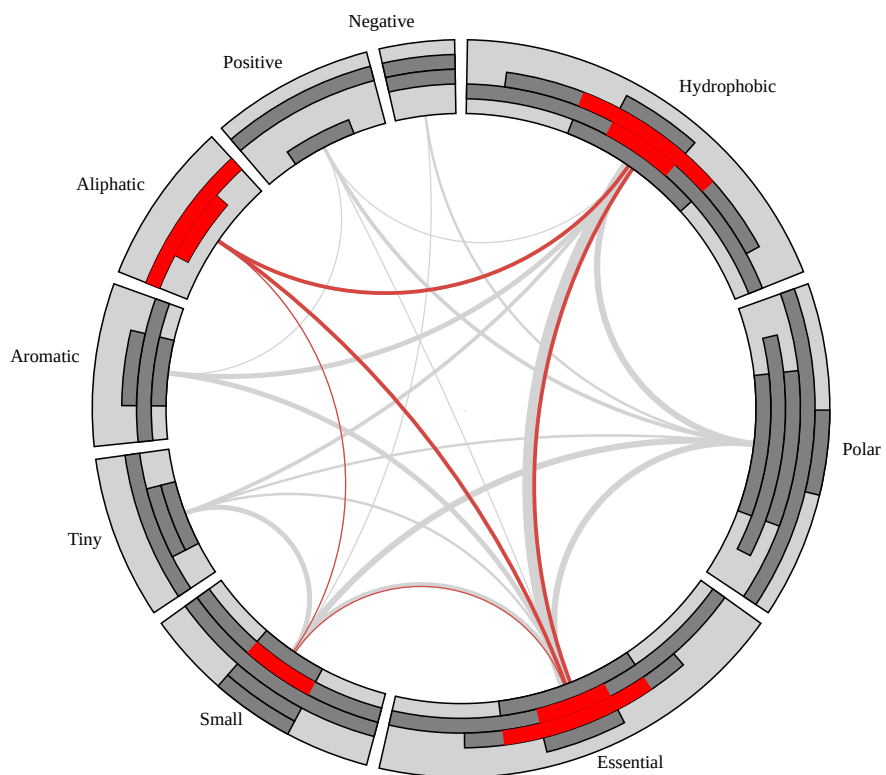 Negative
Positive
Hydrophobic
Aliphatic
Aromatic
Polar
Tiny
Small
Essential